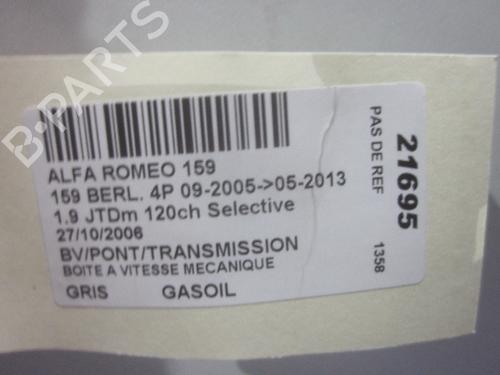 ALFA ROMEO 159
159 BERL. 4P 09-2005->05-2013
1.9 JTDm 120ch Selective
27/10/2006
BV/PONT/TRANSMISSION
BOITE A VITESSE MECANIQUE
GRIS GASOIL
21695
PAS DE REF 1358
B-PARTS